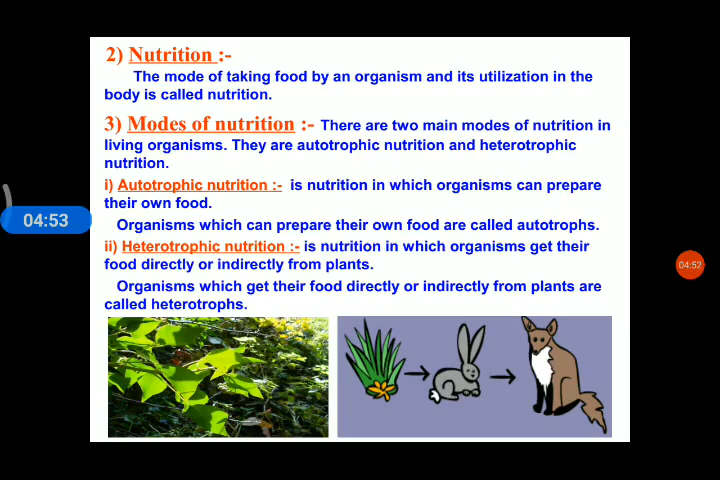 2) Nutrition :-
The mode of taking food by an organism and its utilization in the
body is called nutrition.
3) Modes of nutrition :- There are two main modes of nutrition in
living organisms. They are autotrophic nutrition and heterotrophic
nutrition.
i) Autotrophic nutrition :- is nutrition in which organisms can prepare
their own food.
Organisms which can prepare their own food are called autotrophs.
ii) Heterotrophic nutrition :- is nutrition in which organisms get their
food directly or indirectly from plants.
Organisms which get their food directly or indirectly from plants are
called heterotrophs.
04:53
04:52